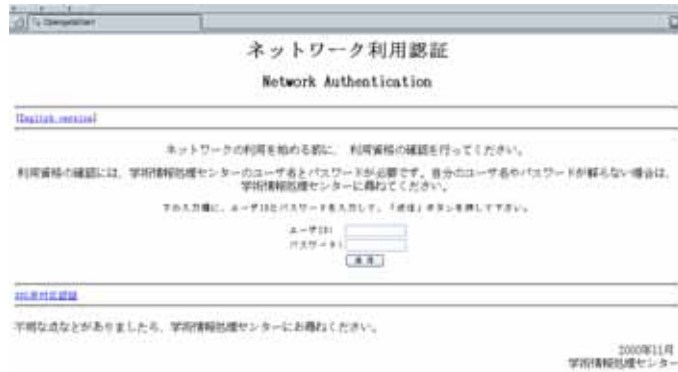 Opengate/start
ネットワーク利用認証
Network Authentication
[English version]
ネットワークの利用を始める前に、 利用資格の確認を行ってください。
利用資格の確認には、学術情報処理センターのユーザ名とパスワードが必要です。自分のユーザ名やパスワードが解らない場合は、
学術情報処理センターに尋ねてください。
下の入力欄に、ユーザIDとパスワードを入力して、「送信」ボタンを押して下さい。
ユーザID:
パスワード:
送信
SSL非対応認証
不明な点などがありましたら、学術情報処理センターにお尋ねください。
2000年11月
学術情報処理センター